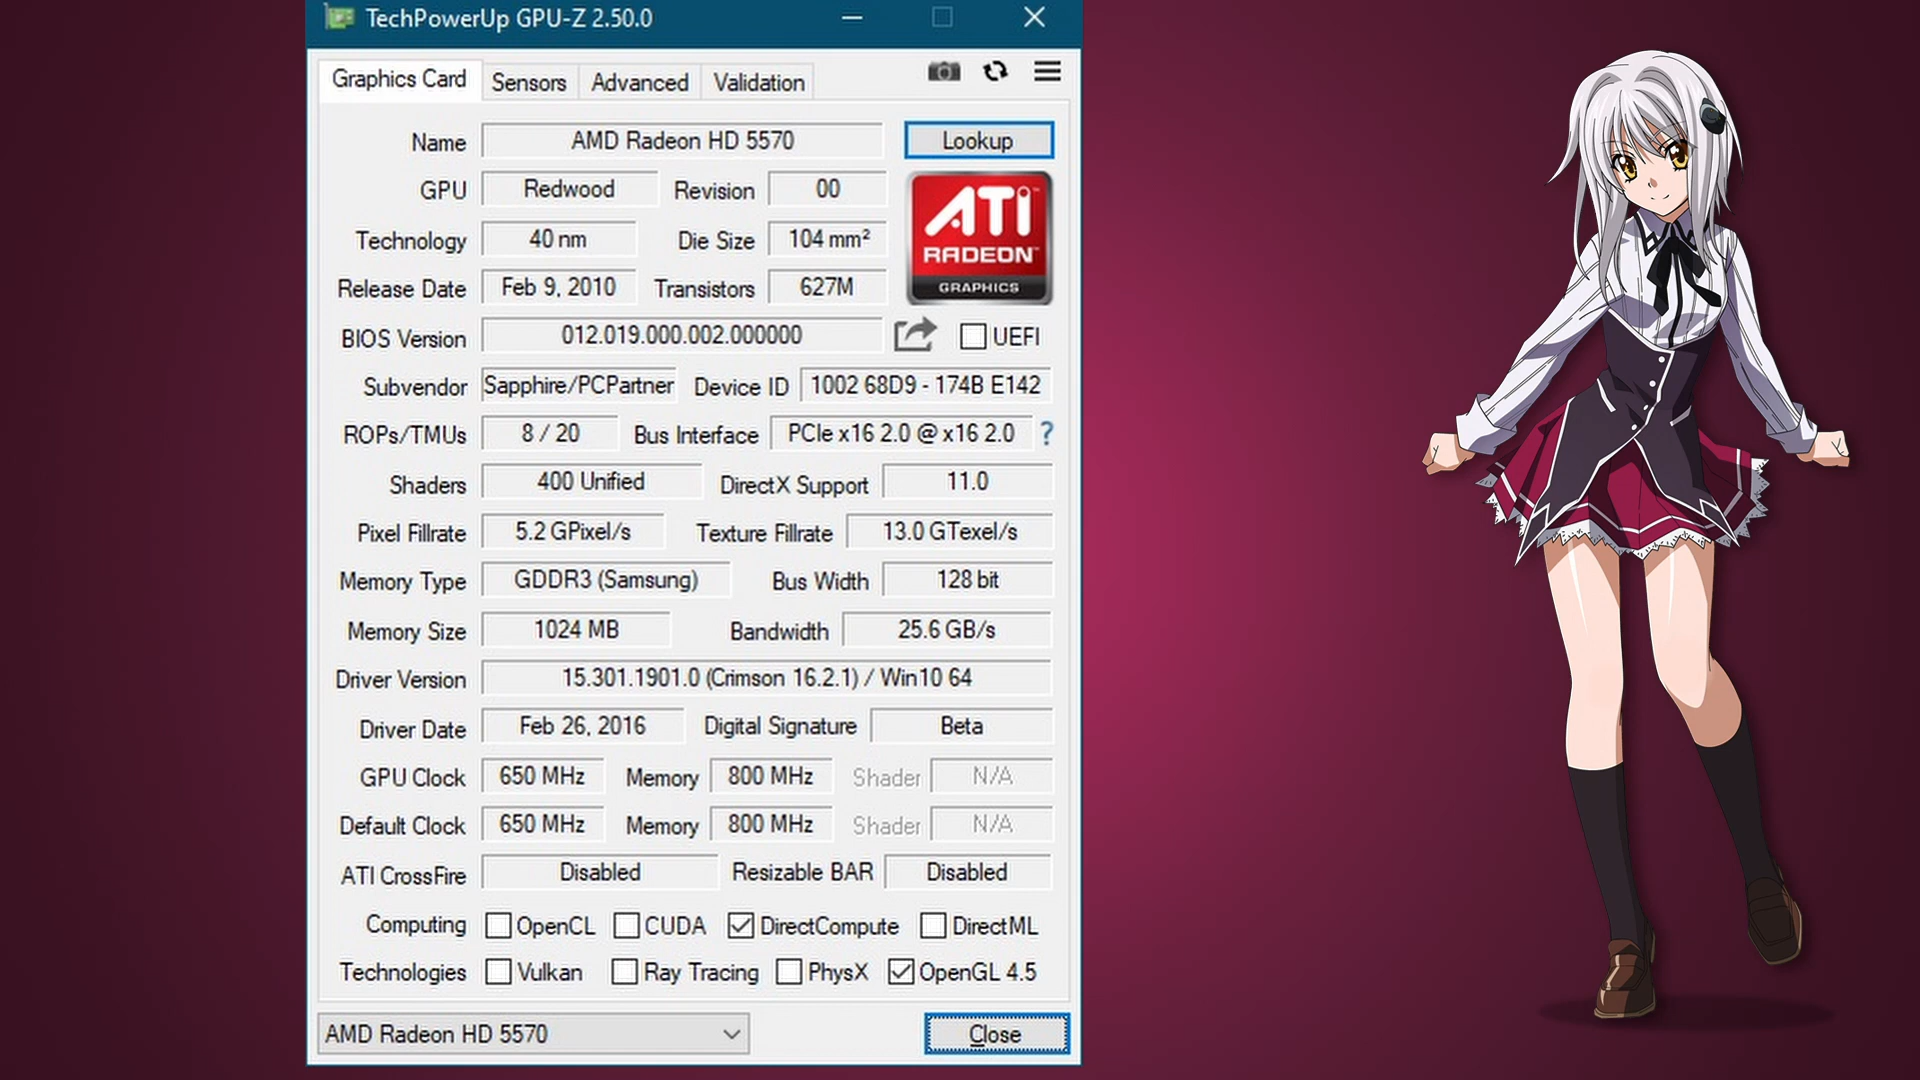 TechPowerUp GPU-Z 2.50.0
Graphics Card Sensors Advanced Validation
Name AMD Radeon HD 5570 Lookup
GPU Redwood Revision 00
ATI
RADEON
GRAPHICS
Technology 40 nm Die Size 104 mm²
Release Date Feb 9, 2010 Transistors 627M
BIOS Version 012.019.000.002.000000 UEFI
Subvendor Sapphire/PCPartner Device ID 1002 68D9 - 174B E142
ROPs/TMUs 8 / 20 Bus Interface PCIe x16 2.0 @ x16 2.0 ?
Shaders 400 Unified DirectX Support 11.0
Pixel Fillrate 5.2 GPixel/s Texture Fillrate 13.0 GTexel/s
Memory Type GDDR3 (Samsung) Bus Width 128 bit
Memory Size 1024 MB Bandwidth 25.6 GB/s
Driver Version 15.301.1901.0 (Crimson 16.2.1) / Win10 64
Driver Date Feb 26, 2016 Digital Signature Beta
GPU Clock 650 MHz Memory 800 MHz Shader N/A
Default Clock 650 MHz Memory 800 MHz Shader N/A
ATI CrossFire Disabled Resizable BAR Disabled
Computing OpenCL CUDA DirectCompute DirectML
Technologies Vulkan Ray Tracing PhysX OpenGL 4.5
AMD Radeon HD 5570 Close